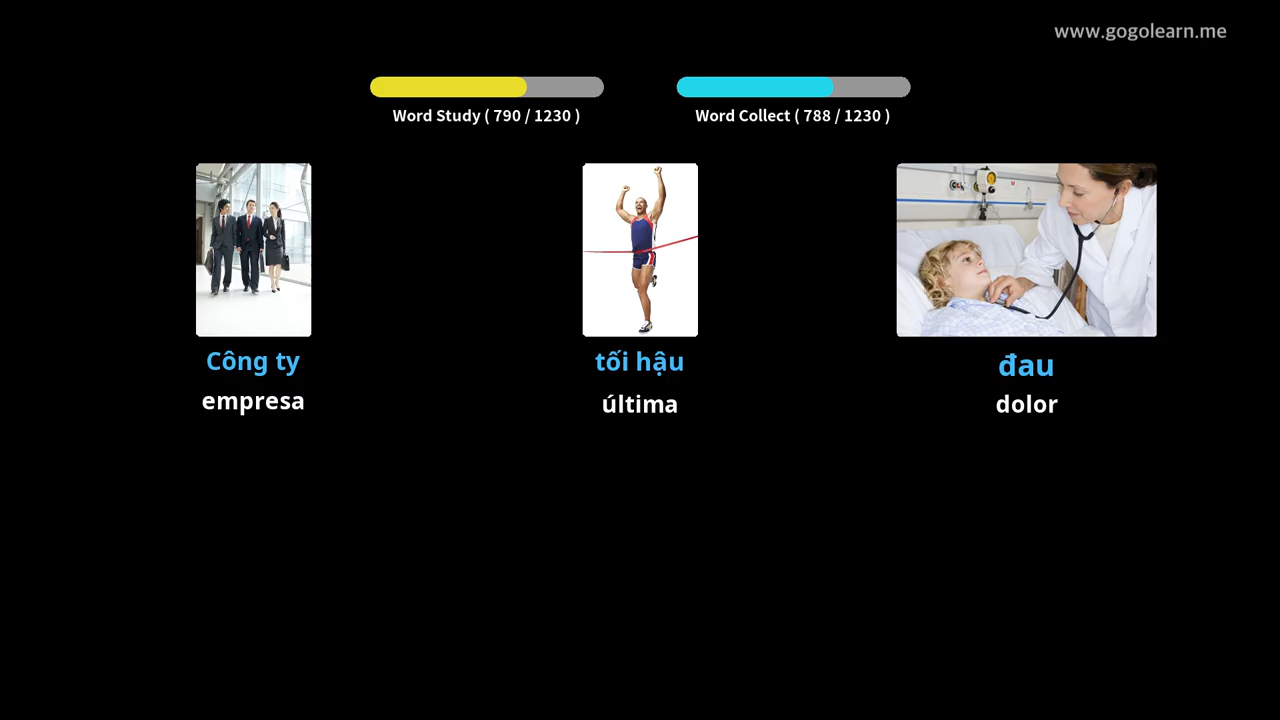 www.gogolearn.me
Word Study ( 790 / 1230 )
Word Collect ( 788 / 1230 )
Công ty
empresa
tối hậu
última
đau
dolor